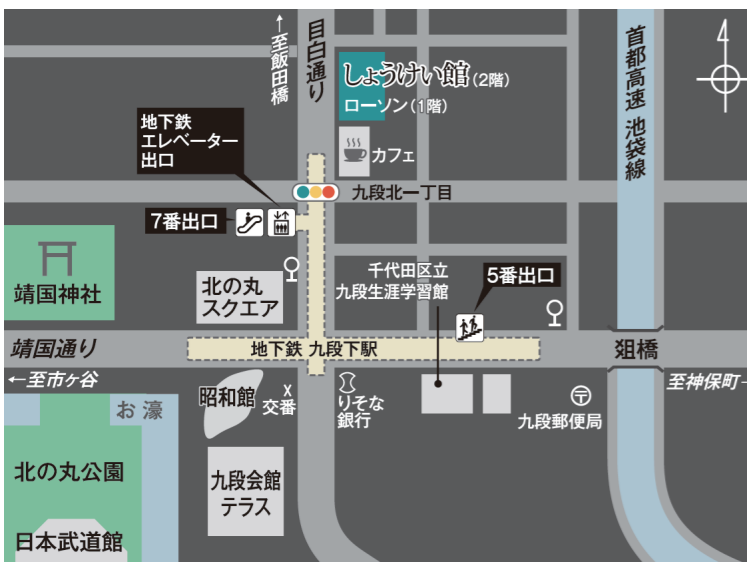 ↑至飯田橋
目白通り
しょうけい館(2階)
ローソン(1階)
首都高速 池袋線
4
地下鉄
エレベーター
出口
カフェ
九段北一丁目
7番出口
靖国神社
北の丸
スクエア
千代田区立
九段生涯学習館
5番出口
靖国通り
地下鉄 九段下駅
俎橋
←至市ケ谷
至神保町
お濠
昭和館
X
交番
りそな
銀行
〒
九段郵便局
北の丸公園
九段会館
テラス
日本武道館